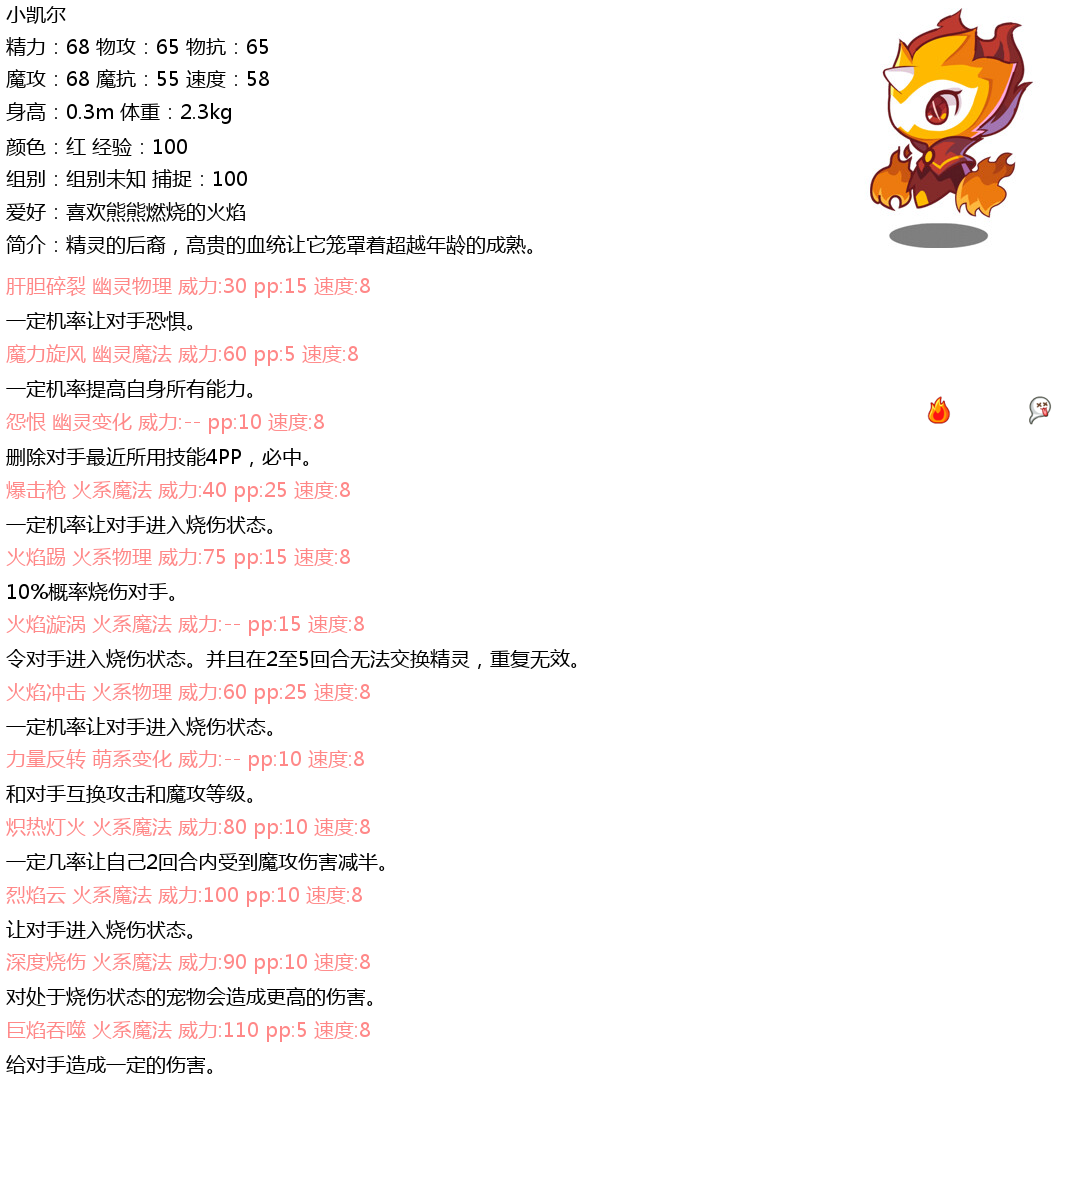 小凯尔
精力：68 物攻：65 物抗：65
魔攻：68 魔抗：55 速度：58
身高：0.3m 体重：2.3kg
颜色：红 经验：100
组别：组别未知 捕捉：100
爱好：喜欢熊熊燃烧的火焰
简介：精灵的后裔，高贵的血统让它笼罩着超越年龄的成熟。
肝胆碎裂 幽灵物理 威力:30 pp:15 速度:8
一定机率让对手恐惧。
魔力旋风 幽灵魔法 威力:60 pp:5 速度:8
一定机率提高自身所有能力。
怨恨 幽灵变化 威力:-- pp:10 速度:8
删除对手最近所用技能4PP，必中。
爆击枪 火系魔法 威力:40 pp:25 速度:8
一定机率让对手进入烧伤状态。
火焰踢 火系物理 威力:75 pp:15 速度:8
10%概率烧伤对手。
火焰漩涡 火系魔法 威力:-- pp:15 速度:8
令对手进入烧伤状态。并且在2至5回合无法交换精灵，重复无效。
火焰冲击 火系物理 威力:60 pp:25 速度:8
一定机率让对手进入烧伤状态。
力量反转 萌系变化 威力:-- pp:10 速度:8
和对手互换攻击和魔攻等级。
炽热灯火 火系魔法 威力:80 pp:10 速度:8
一定几率让自己2回合内受到魔攻伤害减半。
烈焰云 火系魔法 威力:100 pp:10 速度:8
让对手进入烧伤状态。
深度烧伤 火系魔法 威力:90 pp:10 速度:8
对处于烧伤状态的宠物会造成更高的伤害。
巨焰吞噬 火系魔法 威力:110 pp:5 速度:8
给对手造成一定的伤害。